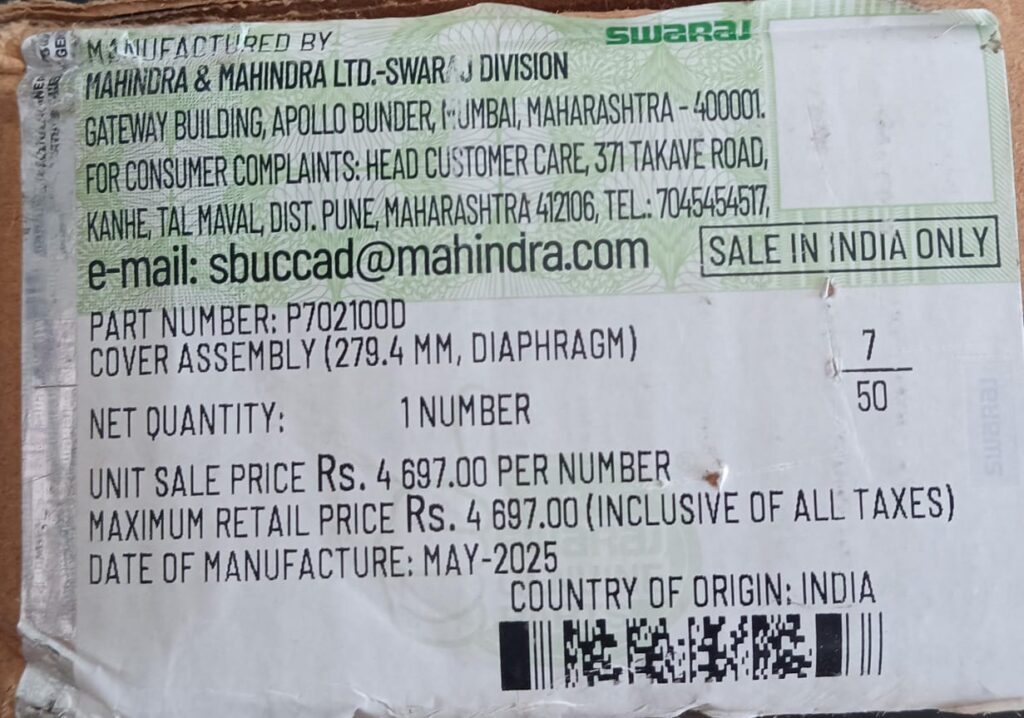 swaraj
MANUFACTURED BY
MAHINDRA & MAHINDRA LTD.-SWARAJ DIVISION
GATEWAY BUILDING, APOLLO BUNDER, MUMBAI, MAHARASHTRA - 400001.
FOR CONSUMER COMPLAINTS: HEAD CUSTOMER CARE, 371 TAKAVE ROAD,
KANHE, TAL MAVAL, DIST. PUNE, MAHARASHTRA 412106, TEL.: 7045454517,
e-mail: sbuccad@mahindra.com
SALE IN INDIA ONLY
PART NUMBER: P702100D
COVER ASSEMBLY (279.4 MM, DIAPHRAGM)
7
50
NET QUANTITY: 1 NUMBER
swaraj
UNIT SALE PRICE Rs. 4 697.00 PER NUMBER
MAXIMUM RETAIL PRICE Rs. 4 697.00 (INCLUSIVE OF ALL TAXES)
DATE OF MANUFACTURE: MAY-2025
COUNTRY OF ORIGIN: INDIA